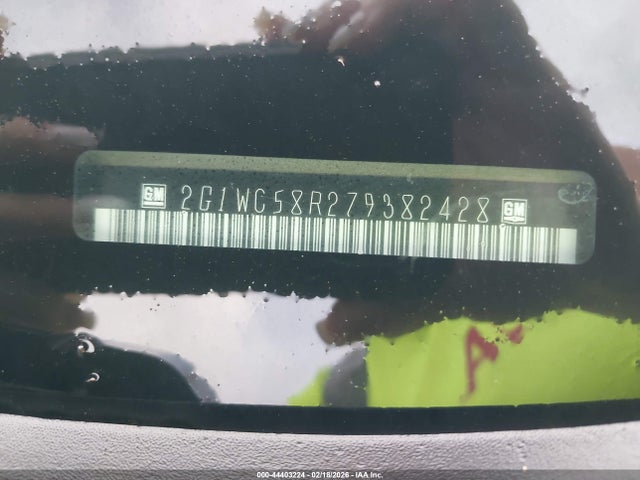 GM 2G1WC58R279382428 GM
A
000-44403224 - 02/18/2026 - IAA Inc.